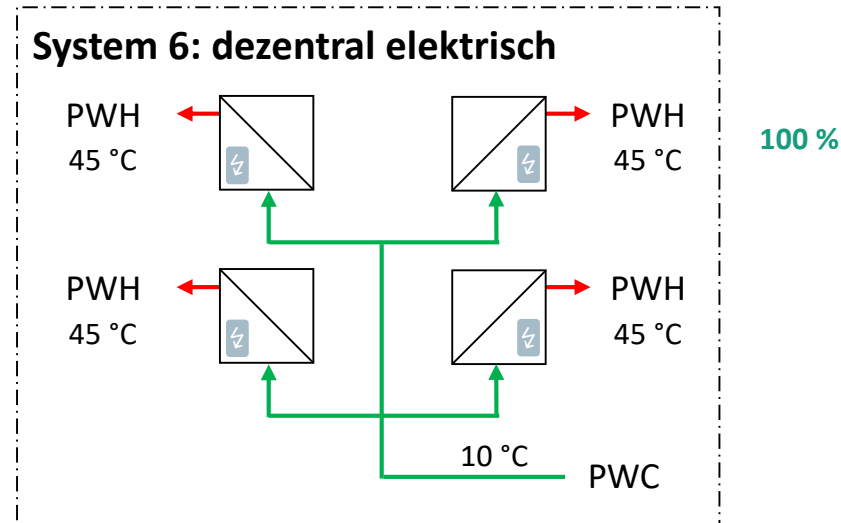 System 6: dezentral elektrisch
PWH
45 °C
PWH
45 °C
100 %
PWH
45 °C
PWH
45 °C
10 °C
PWC